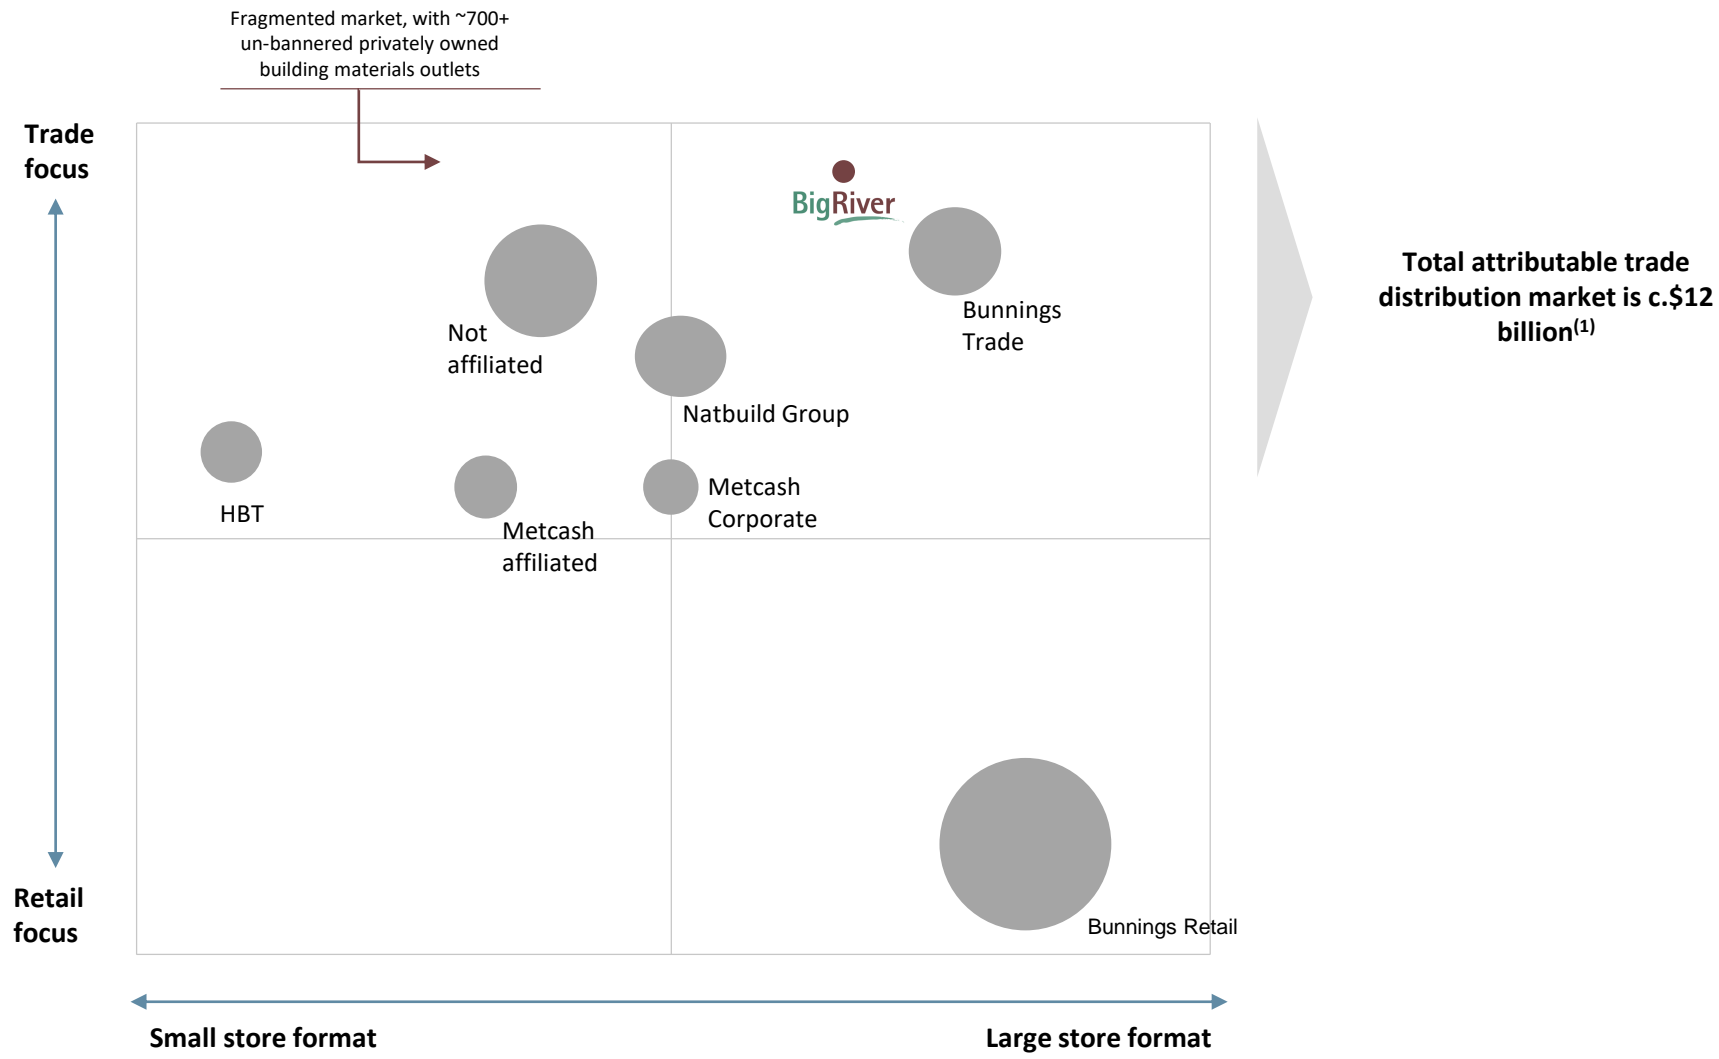 Fragmented market, with ~700+
un-bannered privately owned
building materials outlets
Trade
focus
BigRiver
Bunnings
Trade
Not
affiliated
Natbuild Group
HBT
Metcash
affiliated
Metcash
Corporate
Total attributable trade
distribution market is c.$12
billion(1)
Retail
focus
Bunnings Retail
Small store format
Large store format